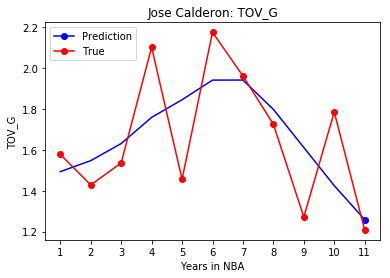 Jose Calderon: TOV_G
Prediction
True
TOV_G
2.2
2.0
1.8
1.6
1.4
1.2
1 2 3 4 5 6 7 8 9 10 11
Years in NBA